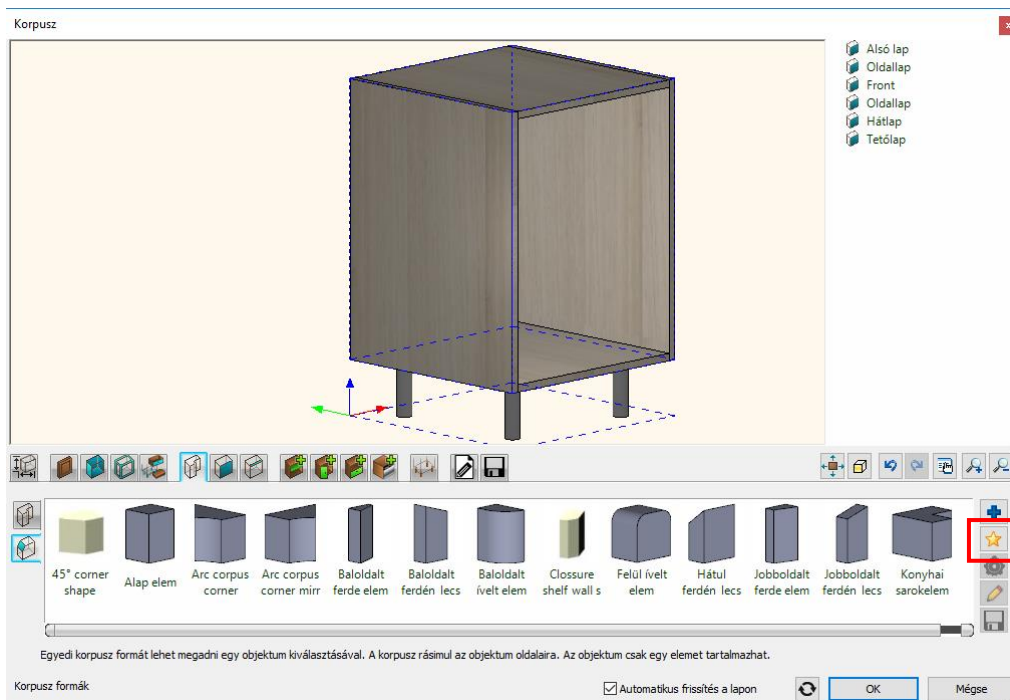 Korpusz
x
Alsó lap
Oldallap
Front
Oldallap
Hátlap
Tetőlap
45° corner
shape
Alap elem
Arc corpus
corner
Arc corpus
corner mirr
Baloldalt
ferde elem
Baloldalt
ferdén lecs
Baloldalt
ívelt elem
Clossure
shelf wall s
Felül ívelt
elem
Hátul
ferdén lecs
Jobboldalt
ferde elem
Jobboldalt
ferdén lecs
Konyhai
sarokelem
Egyedi korpusz formát lehet megadni egy objektum kiválasztásával. A korpusz rásimul az objektum oldalaira. Az objektum csak egy elemet tartalmazhat.
Korpusz formák
Automatikus frissítés a lapon
OK
Mégse